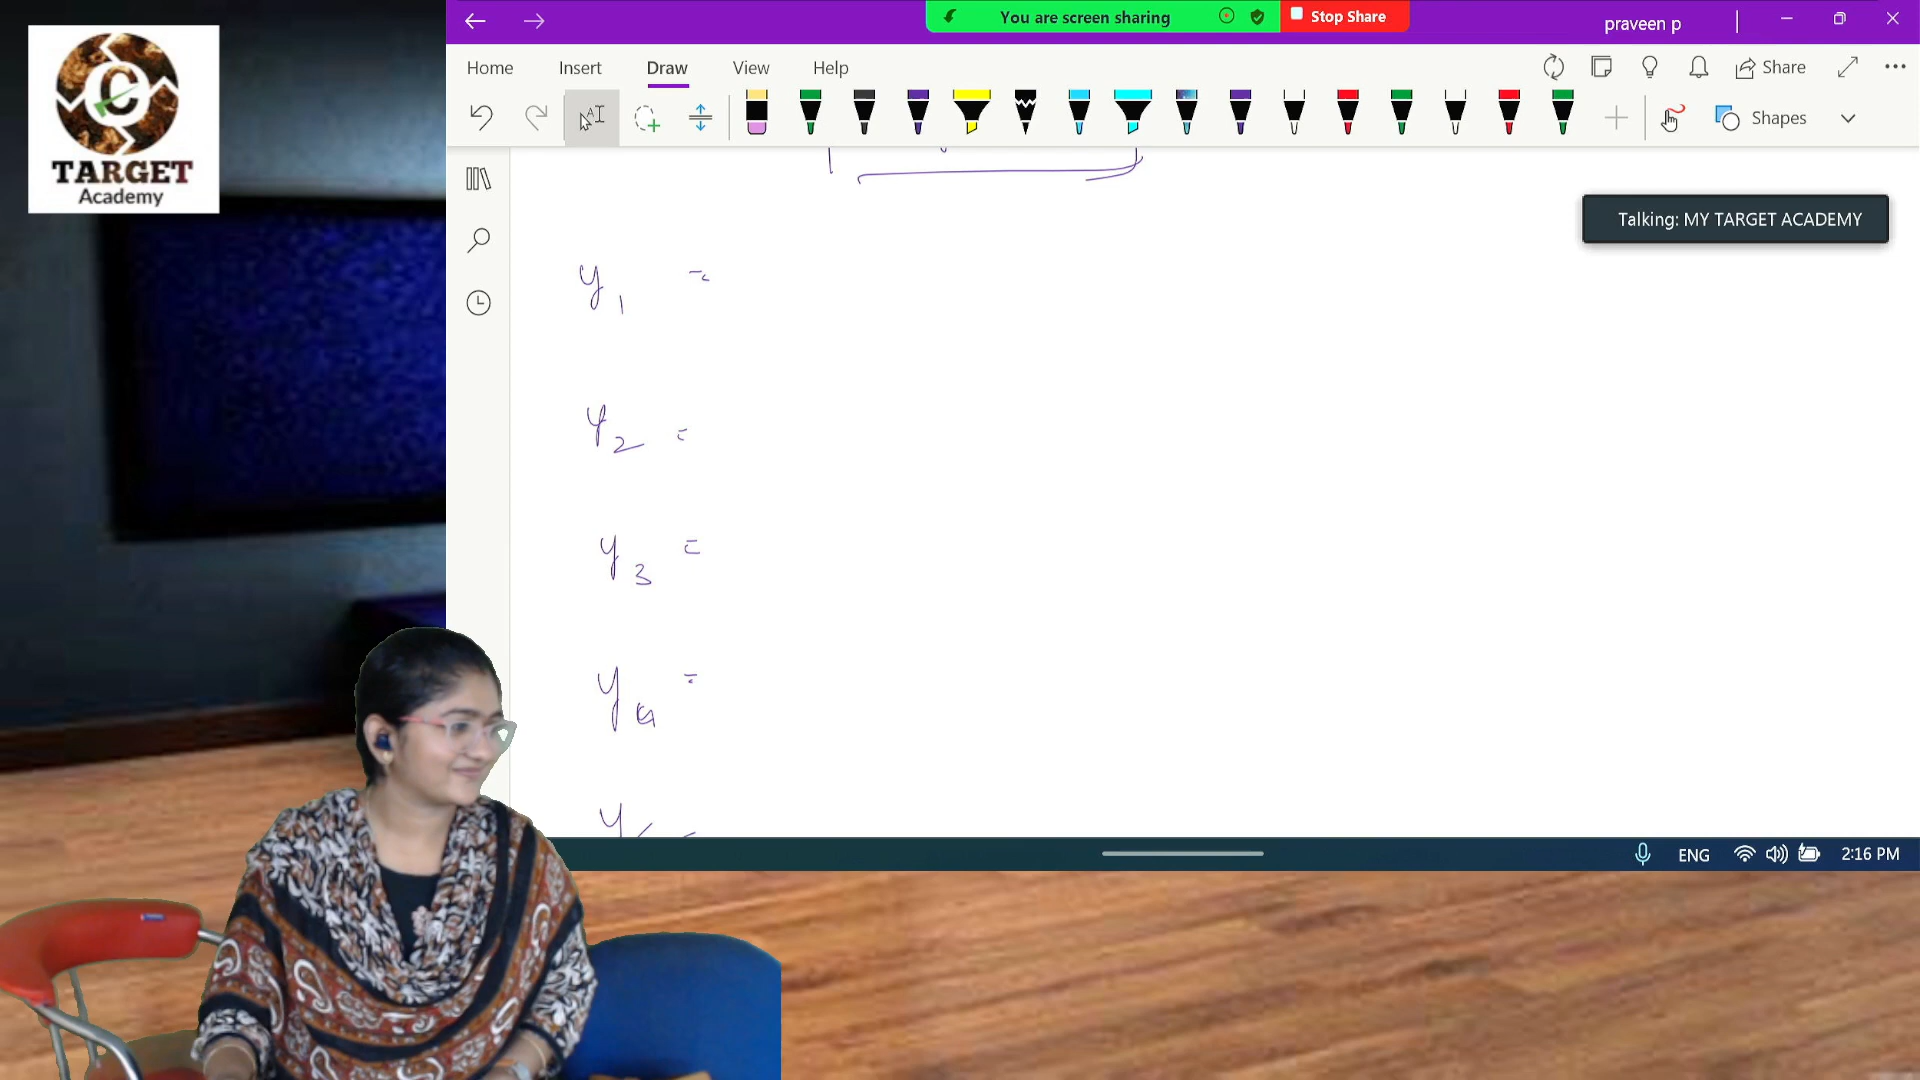 You are screen sharing
Stop Share
praveen p
Home Insert Draw View Help
Share
Shapes
TARGET
Academy
Talking: MY TARGET ACADEMY
y1 =
y2 =
y3 =
y4 =
ENG 2:16 PM